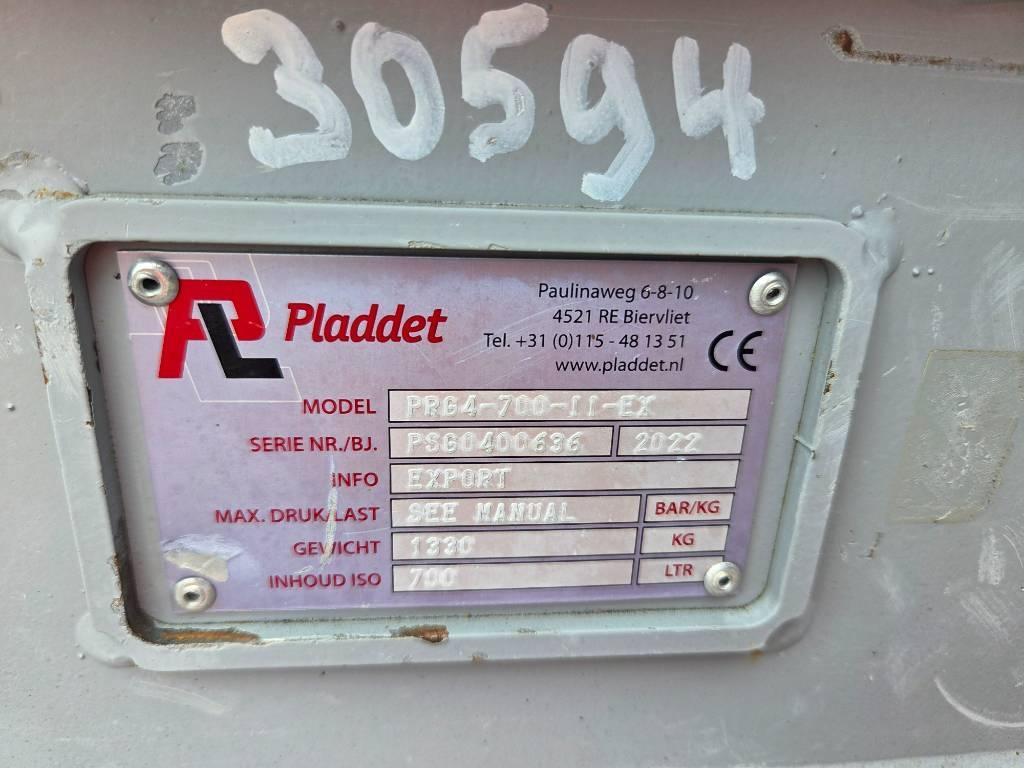 30594
PL Pladdet
Paulinaweg 6-8-10
4521 RE Biervliet
Tel. +31 (0)115 - 48 13 51
www.pladdet.nl
CE
MODEL PRG4-700-II-EX
SERIE NR./BJ. PSG0400636 2022
INFO EXPORT
MAX. DRUK/LAST SEE MANUAL BAR/KG
GEWICHT 1330 KG
INHOUD ISO 700 LTR